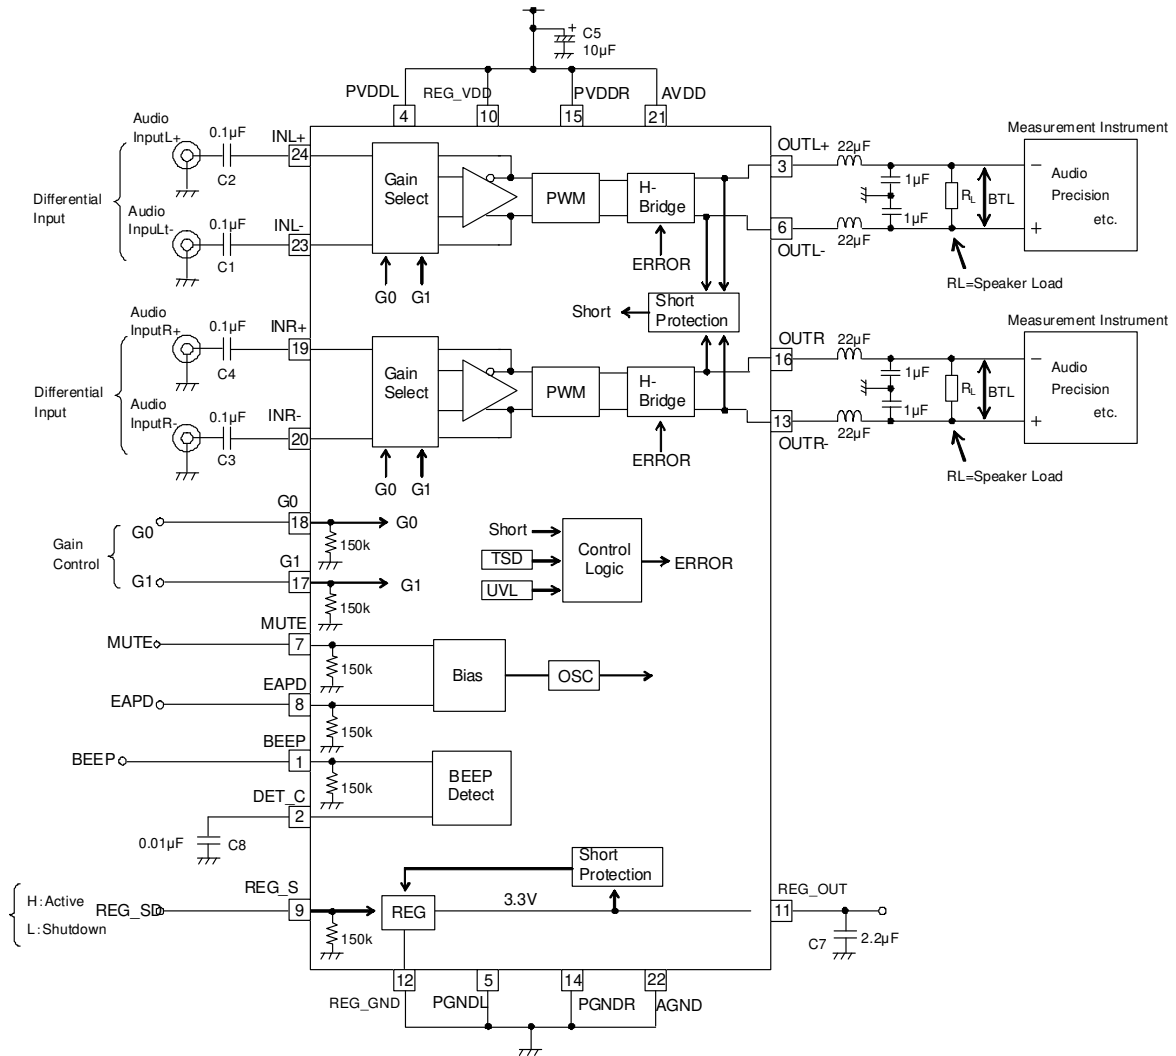 +
C5
10µF
PVDDL
REG_VDD
PVDDR
AVDD
4
10
15
21
Audio
InputL+
0.1µF
INL+
24
C2
Differential
Input
Audio
InpuLt-
0.1µF
INL-
23
C1
Gain
Select
PWM
H-
Bridge
G0
G1
ERROR
OUTL+
3
22µF
1µF
1µF
RL
BTL
6
OUTL-
22µF
Measurement Instrument
−
Audio
Precision
etc.
+
RL=Speaker Load
Short
Short
Protection
Audio
InputR+
0.1µF
INR+
19
C4
Differential
Input
Audio
InputR-
0.1µF
INR-
20
C3
Gain
Select
PWM
H-
Bridge
G0
G1
ERROR
OUTR
16
22µF
1µF
1µF
RL
BTL
13
OUTR-
22µF
Measurement Instrument
−
Audio
Precision
etc.
+
RL=Speaker Load
Gain
Control
G0
G0
18
G0
150k
G1
G1
17
G1
150k
Short
TSD
UVL
Control
Logic
ERROR
MUTE
MUTE
7
150k
EAPD
EAPD
8
150k
Bias
OSC
BEEP
BEEP
1
150k
DET_C
2
BEEP
Detect
0.01µF
C8
H:Active
L:Shutdown
REG_SD
REG_S
9
150k
REG
3.3V
Short
Protection
REG_OUT
11
C7
2.2µF
12
5
14
22
REG_GND
PGNDL
PGNDR
AGND